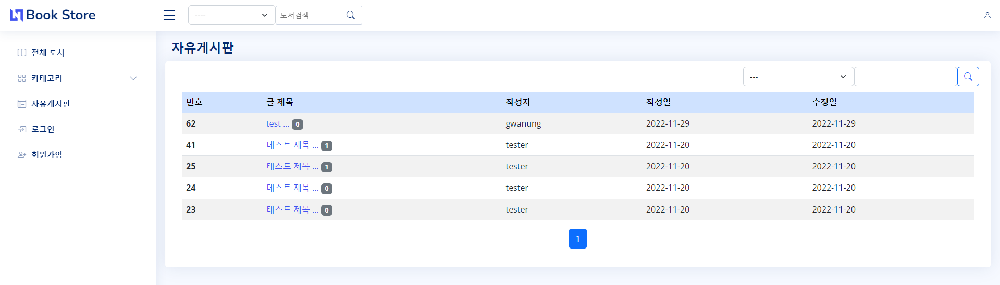 Book Store
----
도서검색
전체 도서
카테고리
자유게시판
로그인
회원가입
자유게시판
---
번호 글 제목 작성자 작성일 수정일
62 test ... 0 gwanung 2022-11-29 2022-11-29
41 테스트 제목 ... 1 tester 2022-11-20 2022-11-20
25 테스트 제목 ... 1 tester 2022-11-20 2022-11-20
24 테스트 제목 ... 0 tester 2022-11-20 2022-11-20
23 테스트 제목 ... 0 tester 2022-11-20 2022-11-20
1